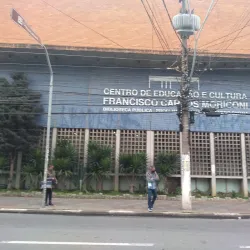 CENTRO DE EDUCAÇÃO E CULTURA
FRANCISCO CARLOS MORICONI
BIBLIOTECA PÚBLICA